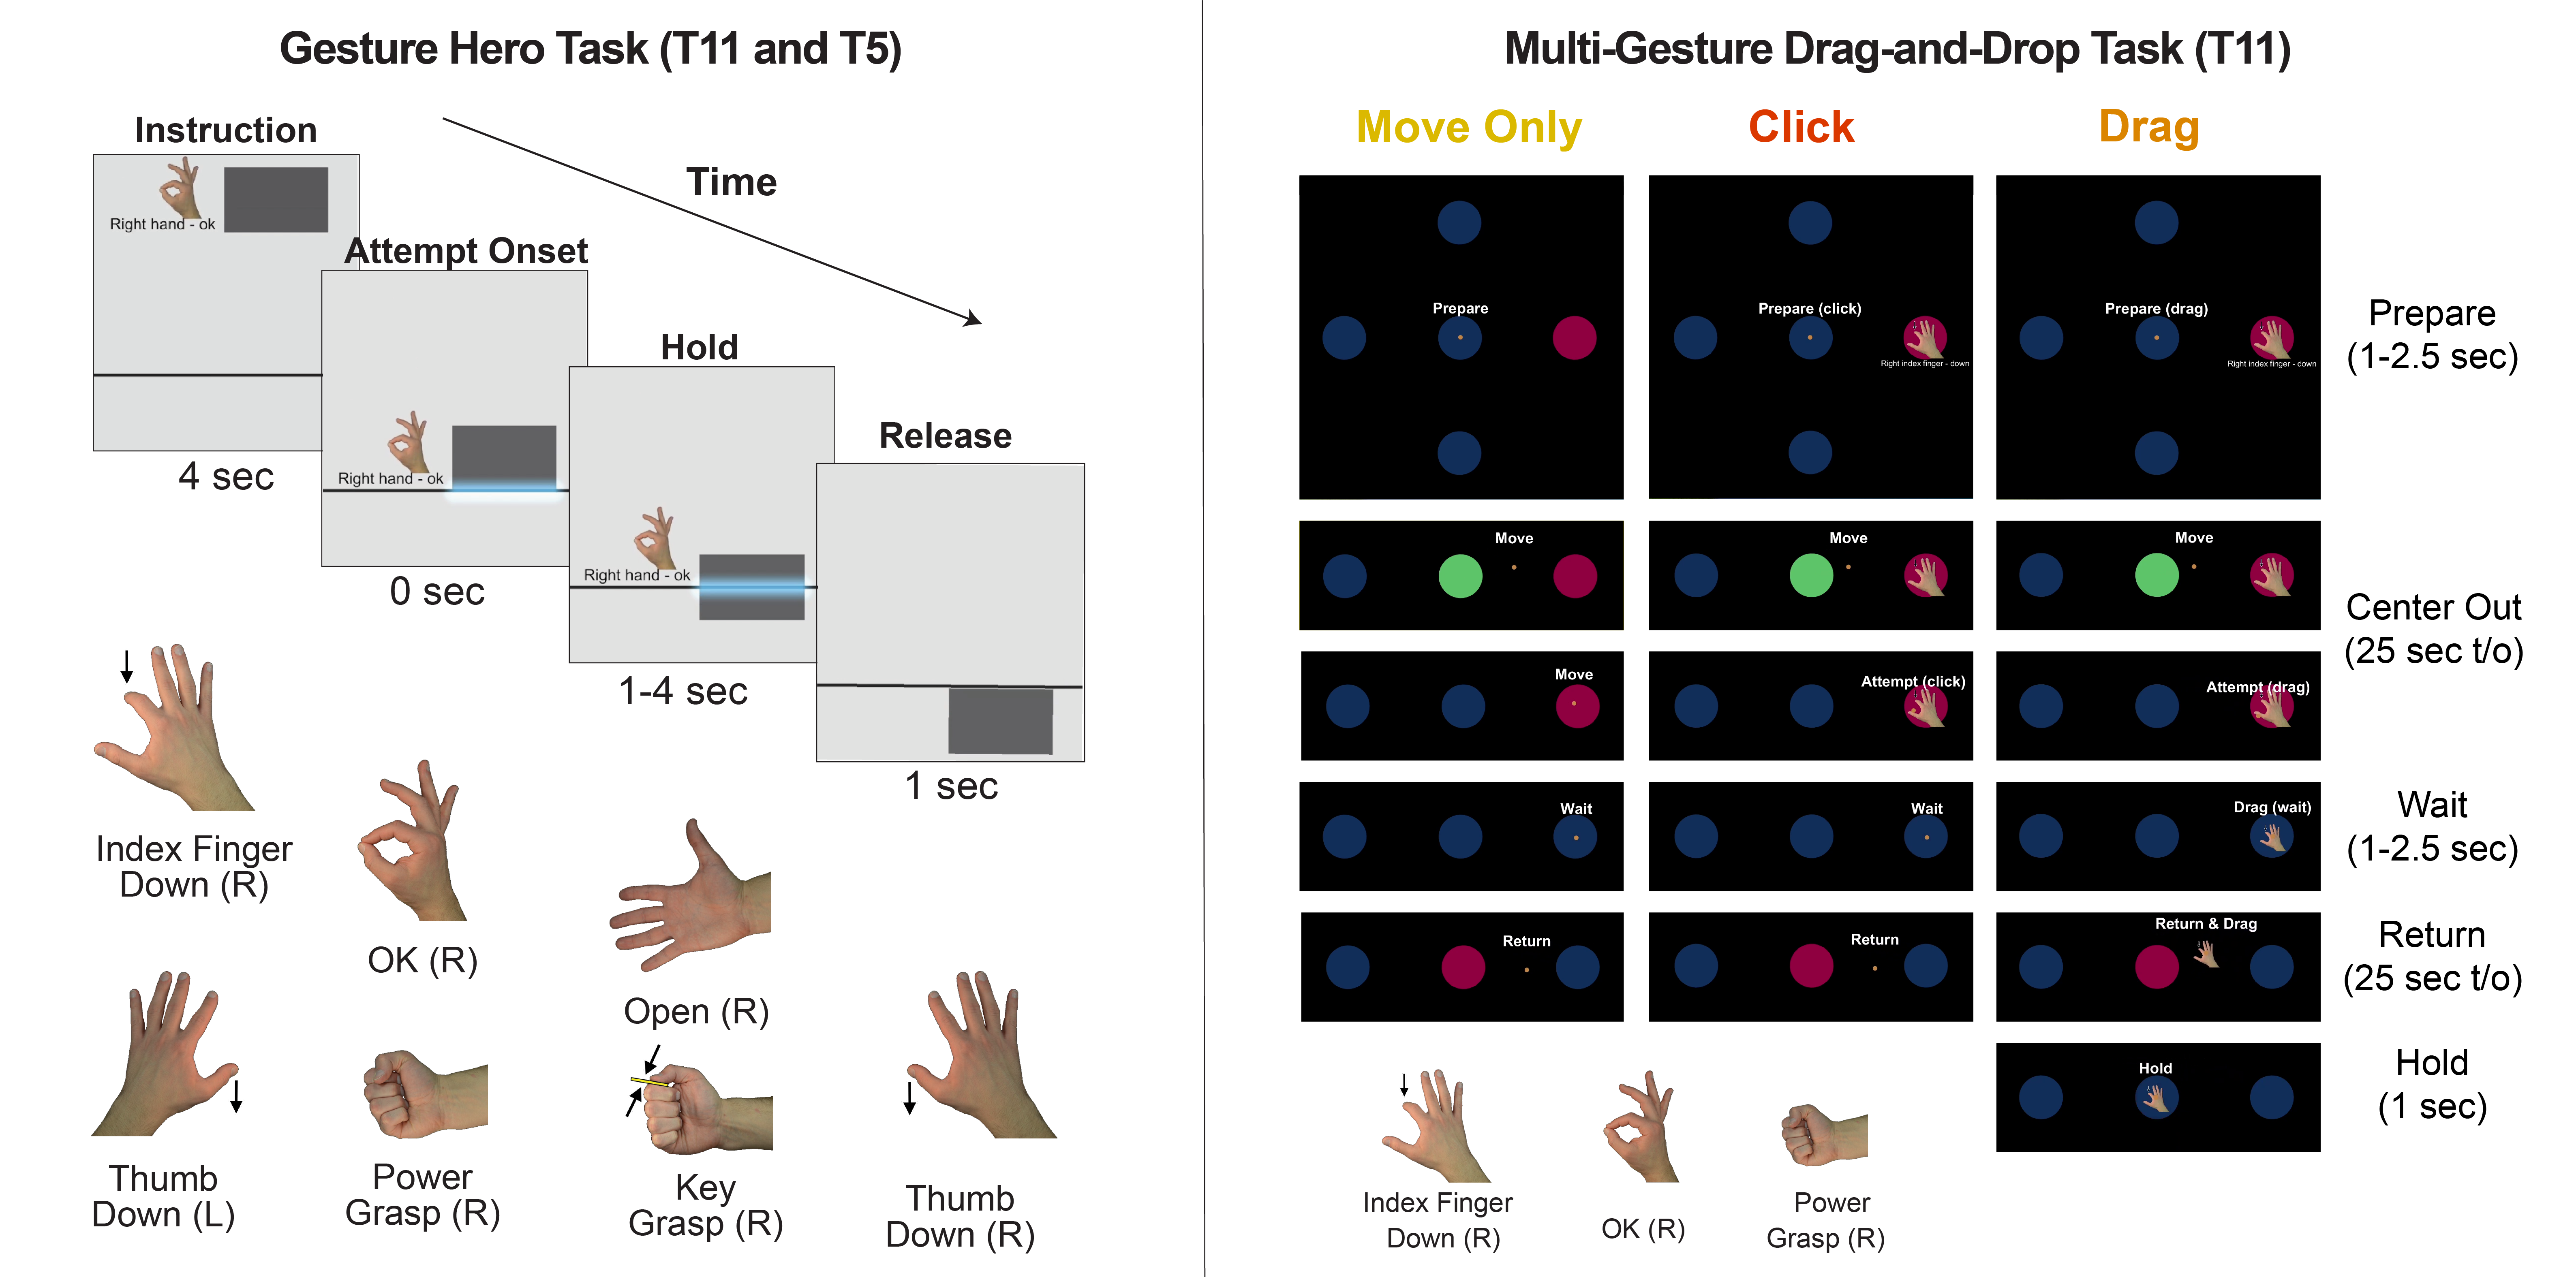 Gesture Hero Task (T11 and T5)
Instruction
Time
Right hand - ok
4 sec
Attempt Onset
Right hand - ok
0 sec
Hold
Right hand - ok
1-4 sec
Release
1 sec
Index Finger
Down (R)
OK (R)
Open (R)
Thumb
Down (L)
Power
Grasp (R)
Key
Grasp (R)
Thumb
Down (R)
Multi-Gesture Drag-and-Drop Task (T11)
Move Only
Click
Drag
Prepare
Prepare (click)
Right index finger - down
Prepare (drag)
Right index finger - down
Prepare
(1-2.5 sec)
Move
Move
Move
Center Out
(25 sec t/o)
Move
Attempt (click)
Attempt (drag)
Wait
Wait
Drag (wait)
Wait
(1-2.5 sec)
Return
Return
Return & Drag
Return
(25 sec t/o)
Hold
Hold
(1 sec)
Index Finger
Down (R)
OK (R)
Power
Grasp (R)